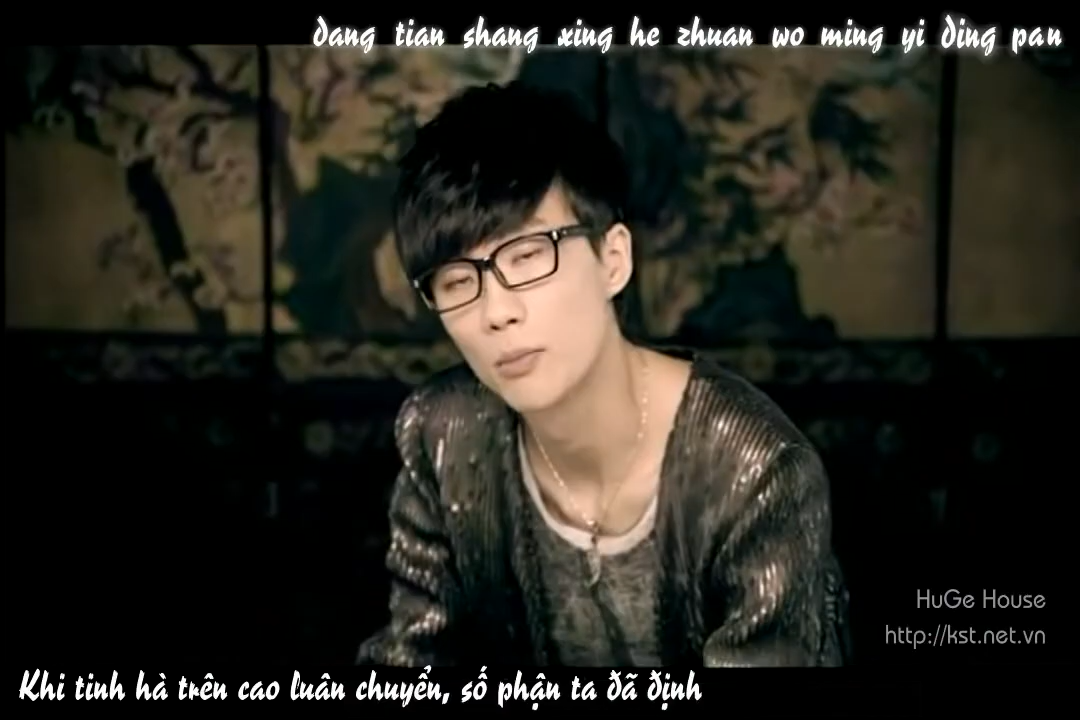 dang tian shang xing he zhuan wo ming yi ding pan
HuGe House
http://kst.net.vn
Khi tinh hà trên cao luân chuyển, số phận ta đã định